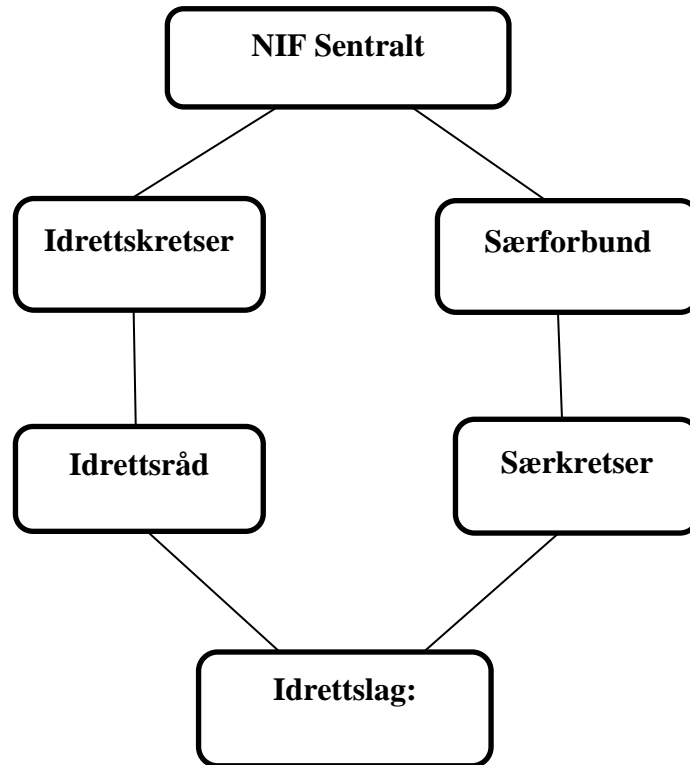 NIF Sentralt
Idrettskretser
Særforbund
Idrettsråd
Særkretser
Idrettslag: